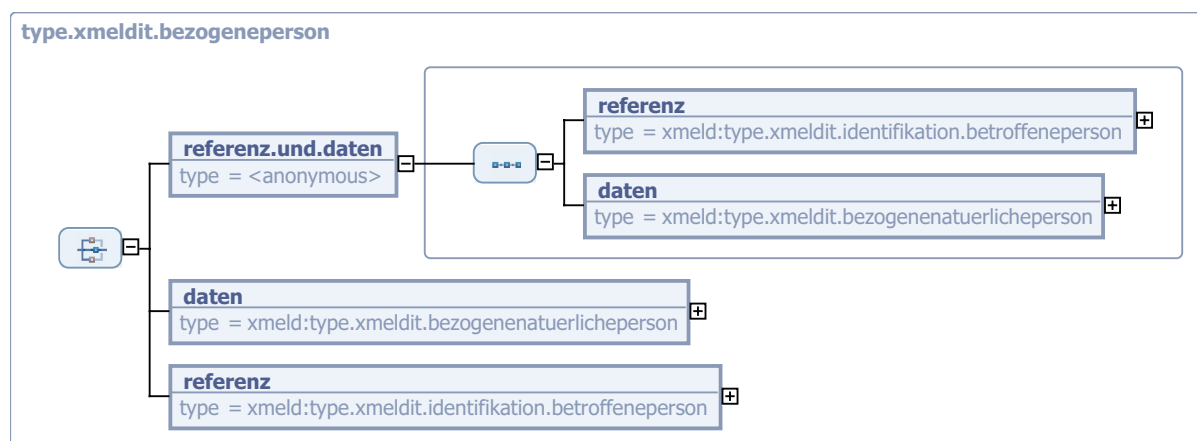 type.xmeldit.bezogeneperson
referenz
type = xmeld:type.xmeldit.identifikation.betroffeneperson
referenz.und.daten
type = <anonymous>
daten
type = xmeld:type.xmeldit.bezogenenatuerlicheperson
daten
type = xmeld:type.xmeldit.bezogenenatuerlicheperson
referenz
type = xmeld:type.xmeldit.identifikation.betroffeneperson